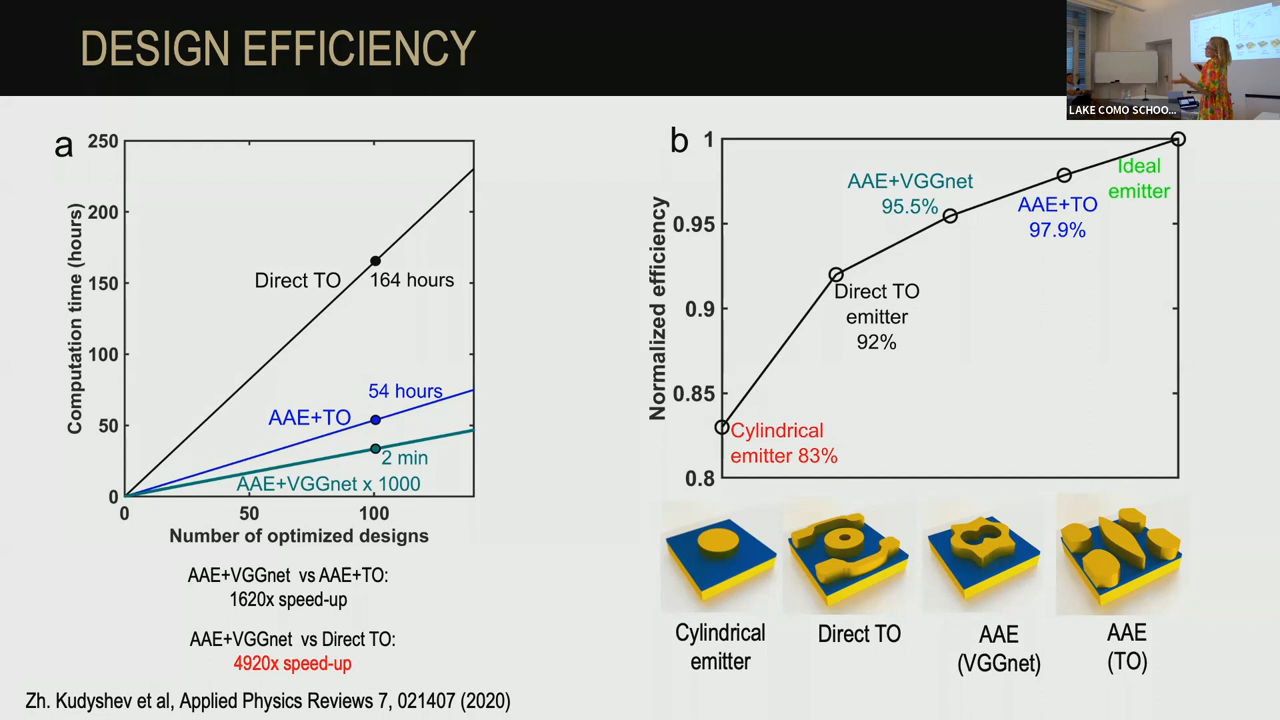 DESIGN EFFICIENCY
LAKE COMO SCHOO...
a
250
200
150
100
50
0
0
50
100
Computation time (hours)
Number of optimized designs
Direct TO
164 hours
54 hours
AAE+TO
2 min
AAE+VGGnet x 1000
AAE+VGGnet vs AAE+TO:
1620x speed-up
AAE+VGGnet vs Direct TO:
4920x speed-up
b
1
0.95
0.9
0.85
0.8
Normalized efficiency
AAE+VGGnet
95.5%
Ideal
emitter
AAE+TO
97.9%
Direct TO
emitter
92%
Cylindrical
emitter 83%
Cylindrical
emitter
Direct TO
AAE
(VGGnet)
AAE
(TO)
Zh. Kudyshev et al, Applied Physics Reviews 7, 021407 (2020)